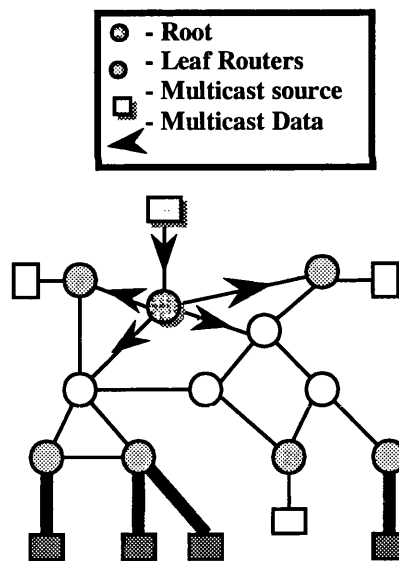 - Root
- Leaf Routers
- Multicast source
- Multicast Data